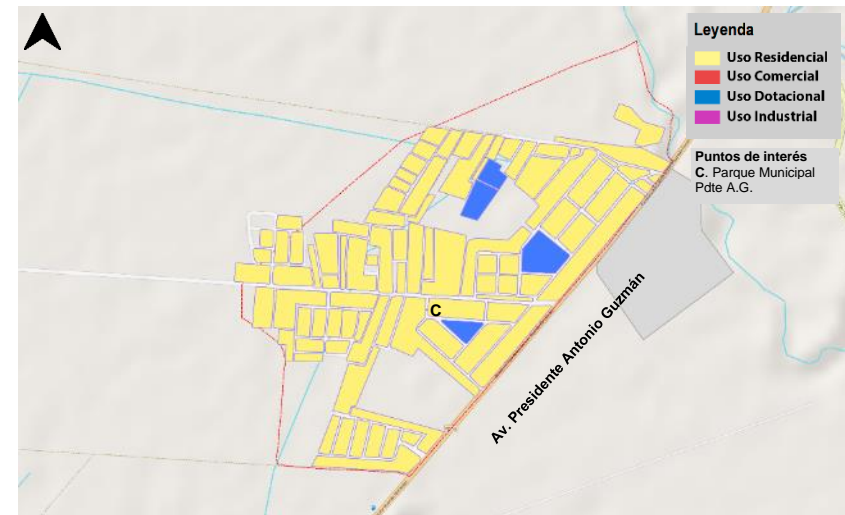 Leyenda
Uso Residencial
Uso Comercial
Uso Dotacional
Uso Industrial
Puntos de interés
C. Parque Municipal
Pdte A.G.
C
Av. Presidente Antonio Guzmán